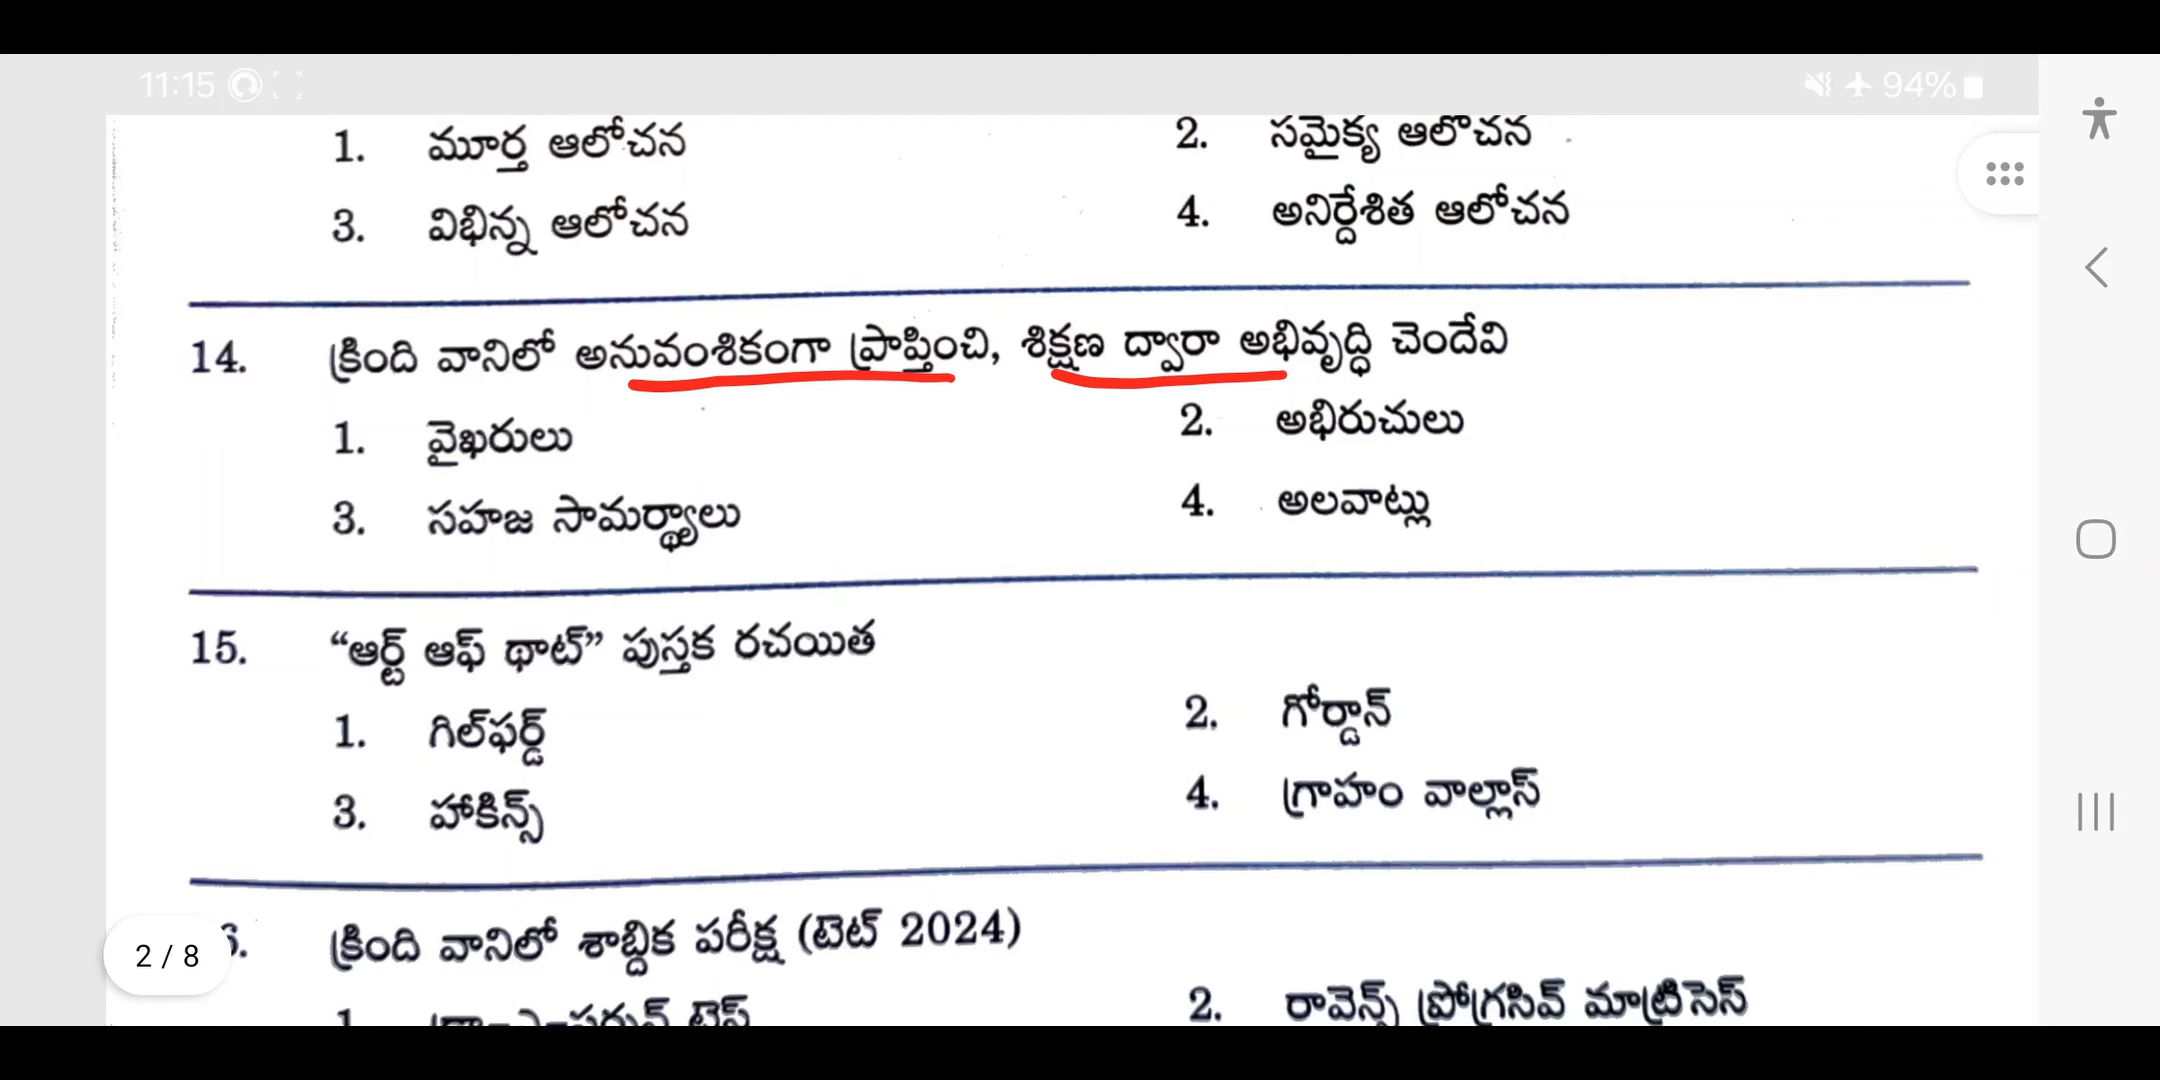 11:15
94%
1. మూర్త ఆలోచన
2. సమైక్య ఆలోచన
3. విభిన్న ఆలోచన
4. అనిర్దేశిత ఆలోచన
14. క్రింది వానిలో అనువంశికంగా ప్రాప్తించి, శిక్షణ ద్వారా అభివృద్ధి చెందేవి
1. వైఖరులు
2. అభిరుచులు
3. సహజ సామర్థ్యాలు
4. అలవాట్లు
15. “ఆర్ట్ ఆఫ్ థాట్” పుస్తక రచయిత
1. గిల్‌ఫర్డ్
2. గోర్డాన్
3. హాకిన్స్
4. గ్రాహం వాల్లాస్
2 / 8
6. క్రింది వానిలో శాబ్దిక పరీక్ష (టెట్ 2024)
1. టెస్ట్
2. రావెన్స్ ప్రోగ్రసివ్ మాట్రిసెస్